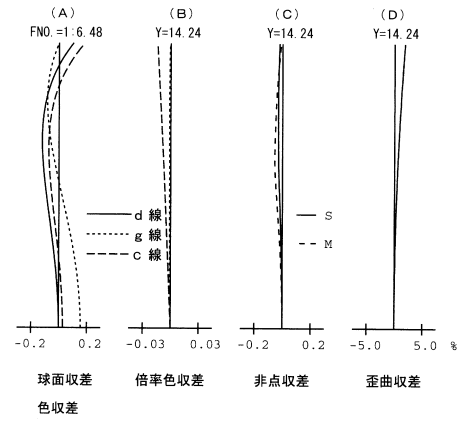 (A)
FNO.=1:6.48
(B)
Y=14.24
(C)
Y=14.24
(D)
Y=14.24
d 線
g 線
c 線
S
M
-0.2 0.2
-0.03 0.03
-0.2 0.2
-5.0 5.0 %
球面収差
色収差
倍率色収差
非点収差
歪曲収差